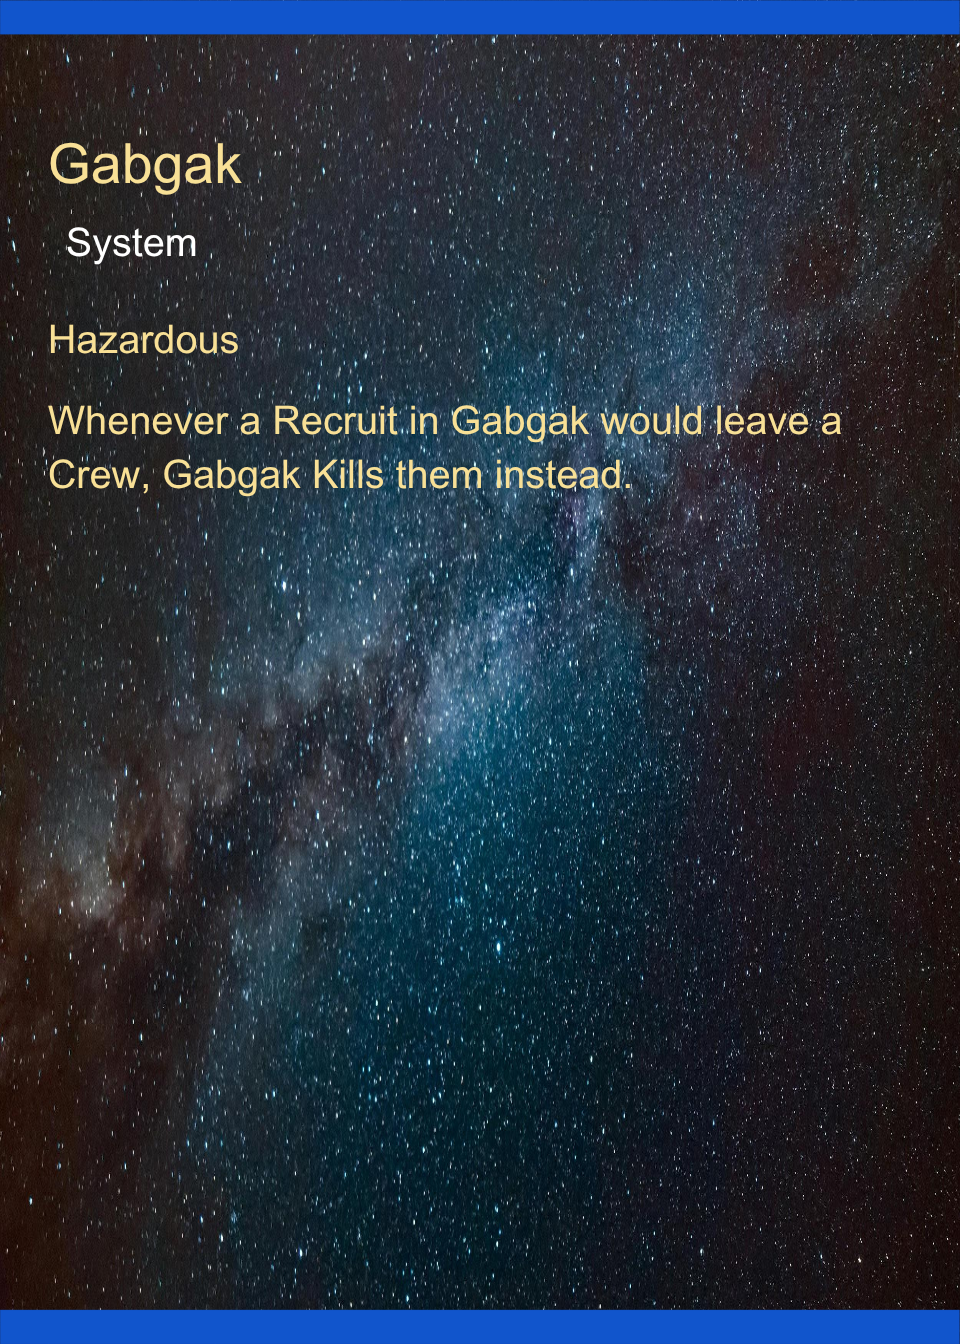 Gabgak
System
Hazardous
Whenever a Recruit in Gabgak would leave a
Crew, Gabgak Kills them instead.